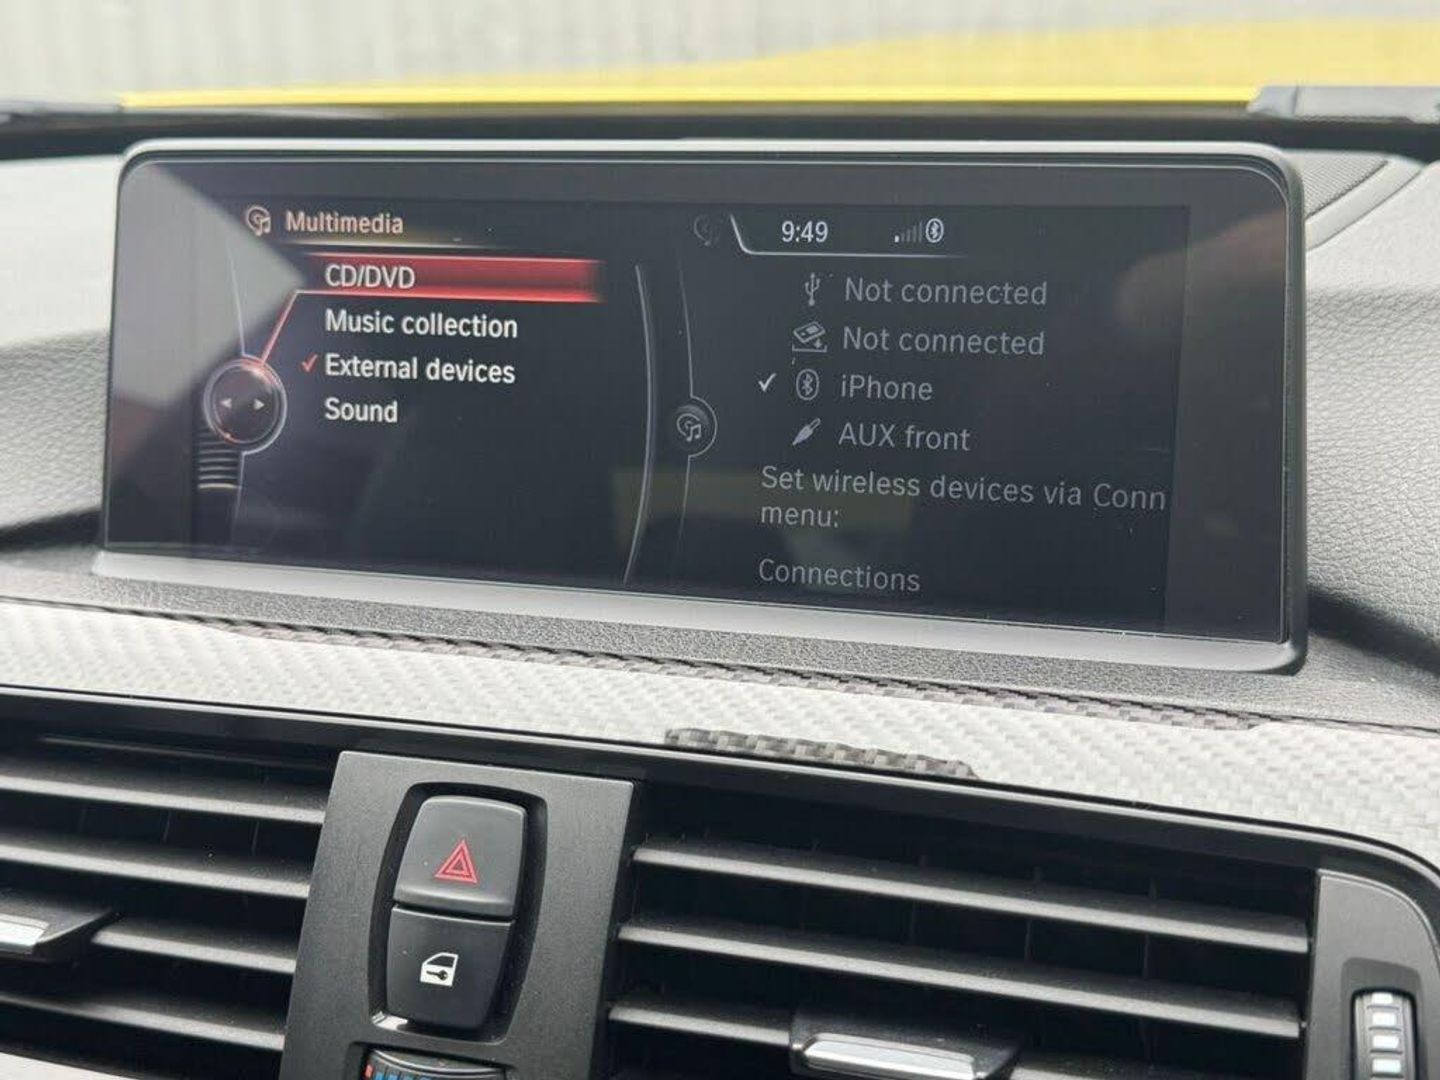 Multimedia
CD/DVD
Music collection
External devices
Sound
9:49
Not connected
Not connected
iPhone
AUX front
Set wireless devices via Conn
menu:
Connections